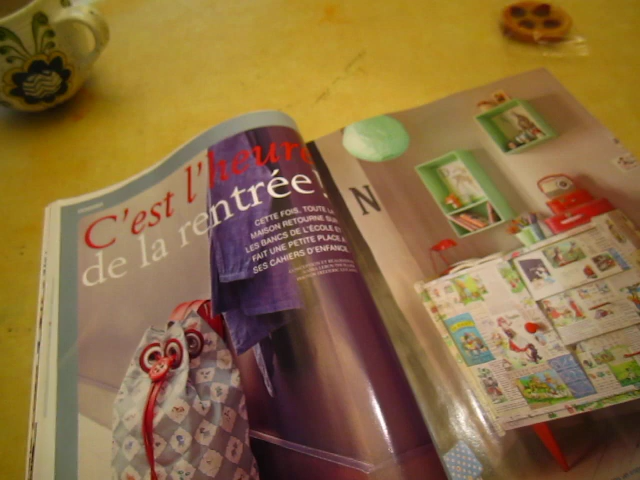 C'est l'heure
de la rentrée !
CETTE FOIS, TOUTE LA
MAISON RETOURNE SUR
LES BANCS DE L'ÉCOLE ET
FAIT UNE PETITE PLACE À
SES CAHIERS D'ENFANCE.
N